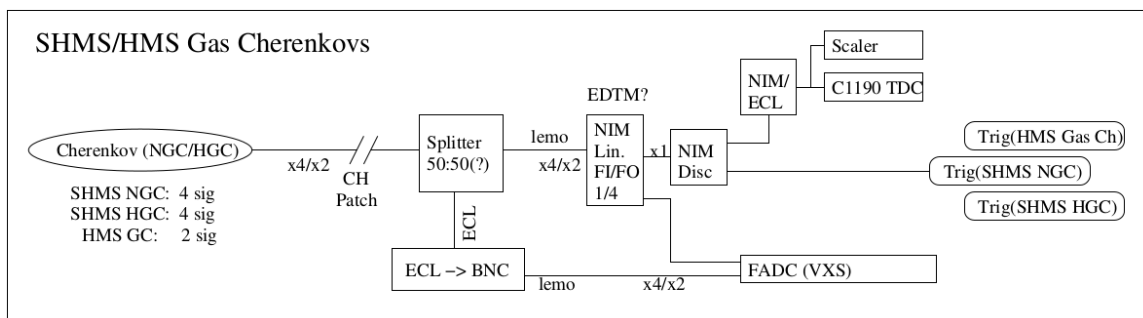 SHMS/HMS Gas Cherenkovs
Cherenkov (NGC/HGC)
SHMS NGC: 4 sig
SHMS HGC: 4 sig
HMS GC: 2 sig
x4/x2
CH
Patch
Splitter
50:50(?)
ECL
ECL -> BNC
lemo
x4/x2
lemo
x4/x2
EDTM?
NIM
Lin.
FI/FO
1/4
x1
NIM
Disc
NIM/
ECL
Scaler
C1190 TDC
Trig(HMS Gas Ch)
Trig(SHMS NGC)
Trig(SHMS HGC)
FADC (VXS)